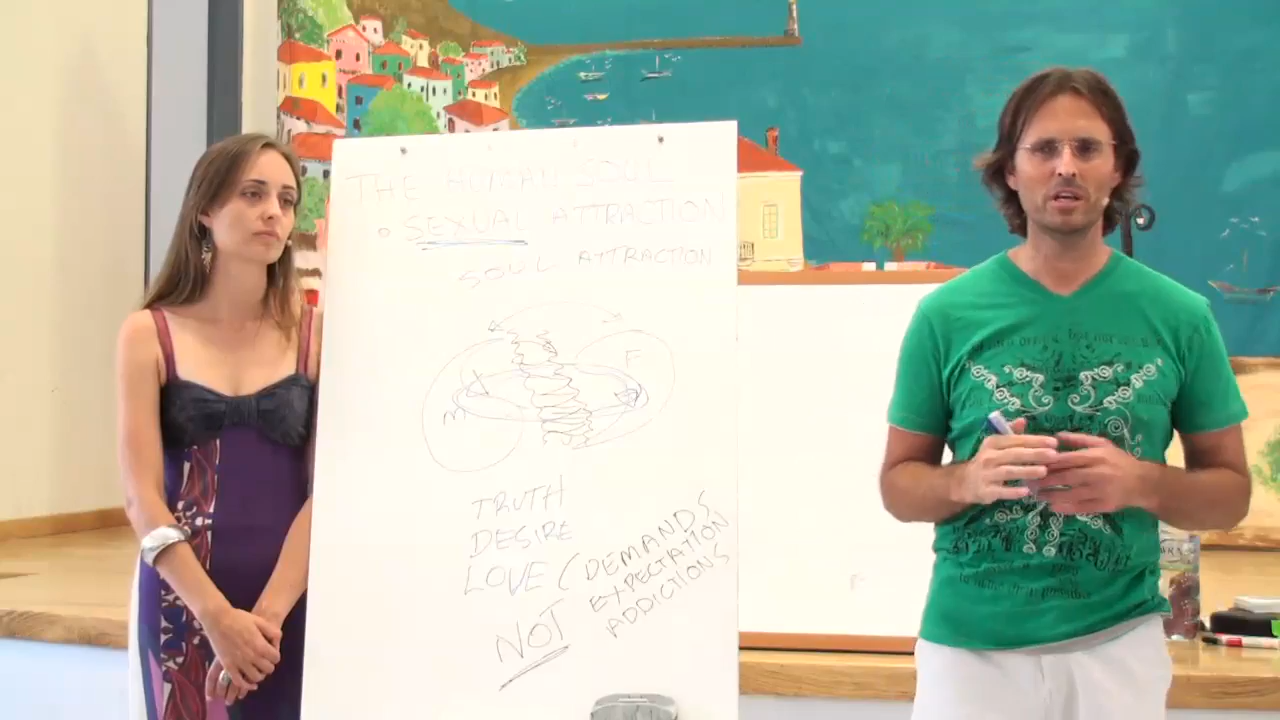 THE HUMAN SOUL
• SEXUAL ATTRACTION
SOUL ATTRACTION
F
M
TRUTH
DESIRE
LOVE (DEMANDS
EXPECTATION
ADDICTIONS
NOT